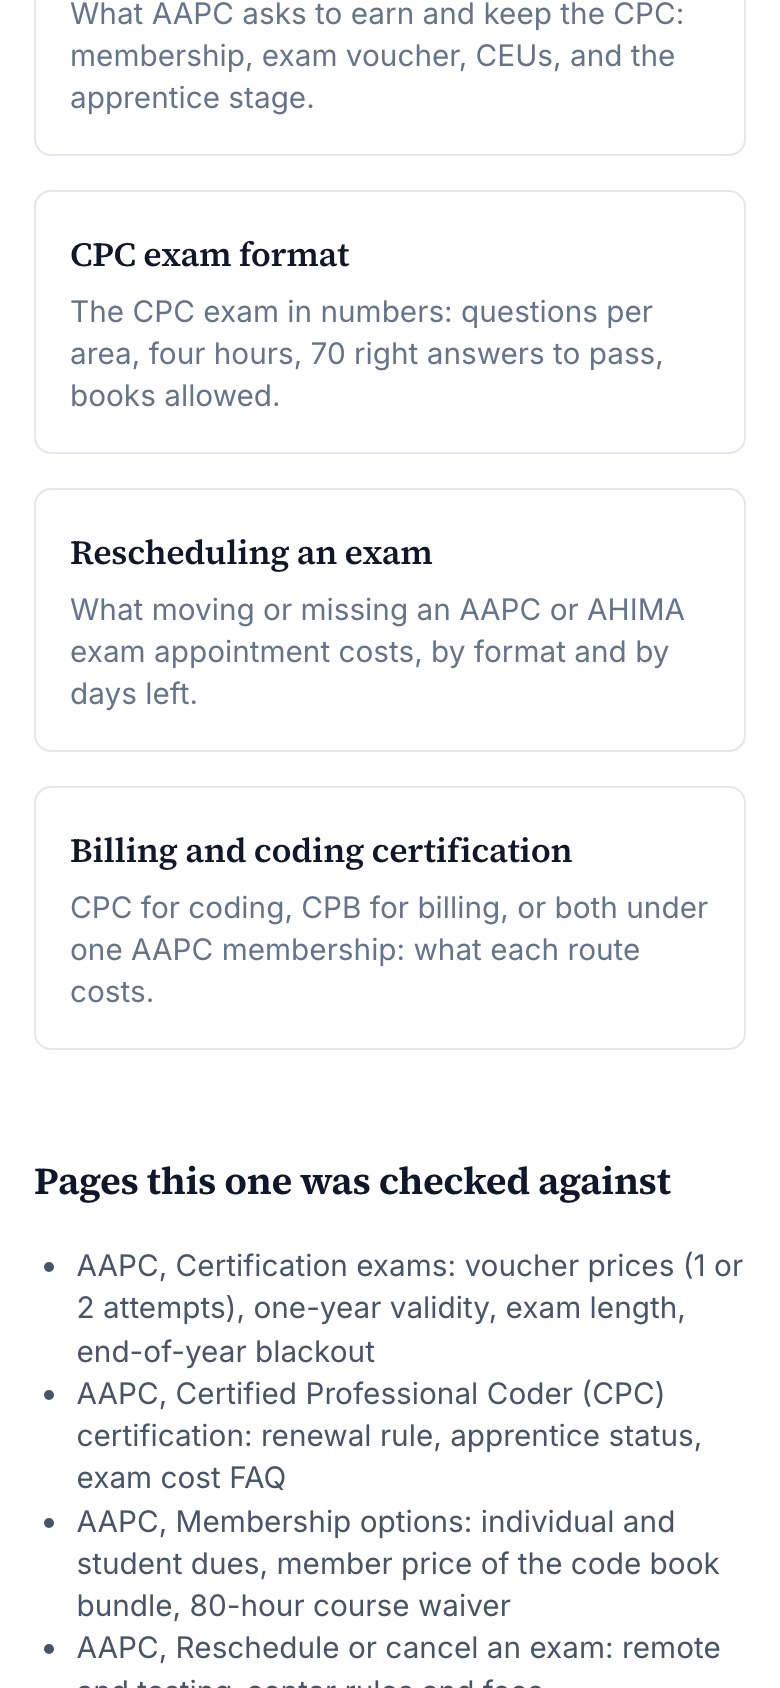 What AAPC asks to earn and keep the CPC:
membership, exam voucher, CEUs, and the
apprentice stage.
CPC exam format
The CPC exam in numbers: questions per
area, four hours, 70 right answers to pass,
books allowed.
Rescheduling an exam
What moving or missing an AAPC or AHIMA
exam appointment costs, by format and by
days left.
Billing and coding certification
CPC for coding, CPB for billing, or both under
one AAPC membership: what each route
costs.
Pages this one was checked against
• AAPC, Certification exams: voucher prices (1 or
2 attempts), one-year validity, exam length,
end-of-year blackout
• AAPC, Certified Professional Coder (CPC)
certification: renewal rule, apprentice status,
exam cost FAQ
• AAPC, Membership options: individual and
student dues, member price of the code book
bundle, 80-hour course waiver
• AAPC, Reschedule or cancel an exam: remote
and testing-center rules and fees